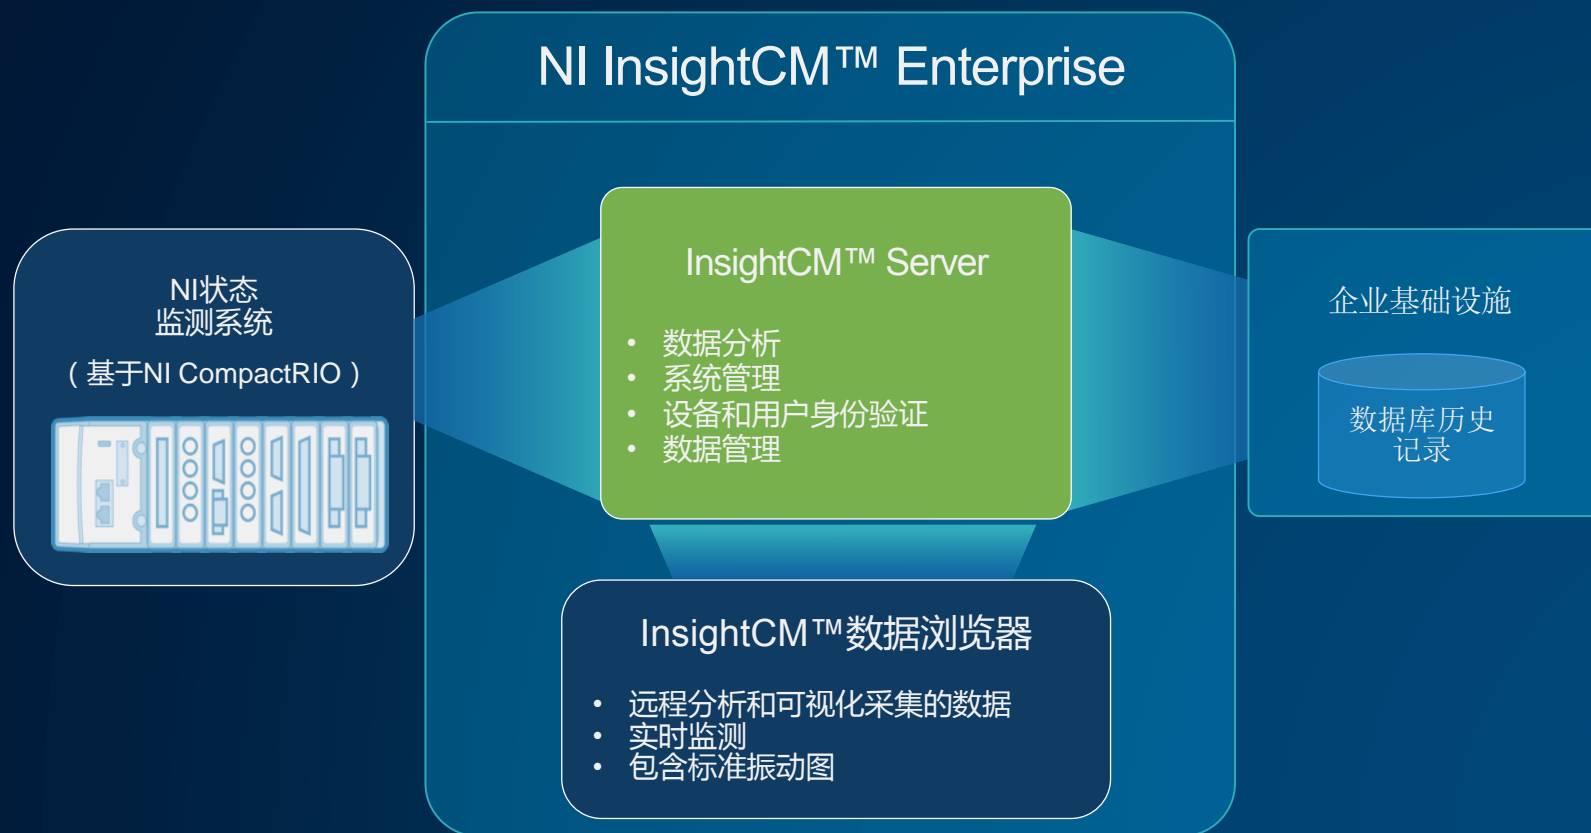 NI InsightCM™ Enterprise
NI状态
监测系统
（基于NI CompactRIO）
InsightCM™ Server
• 数据分析
• 系统管理
• 设备和用户身份验证
• 数据管理
企业基础设施
数据库历史
记录
InsightCM™数据浏览器
• 远程分析和可视化采集的数据
• 实时监测
• 包含标准振动图